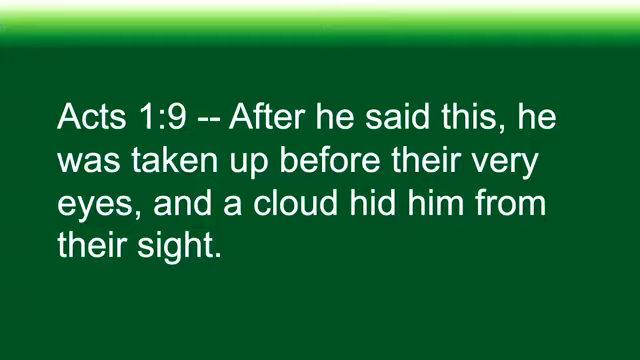 Acts 1:9 -- After he said this, he
was taken up before their very
eyes, and a cloud hid him from
their sight.